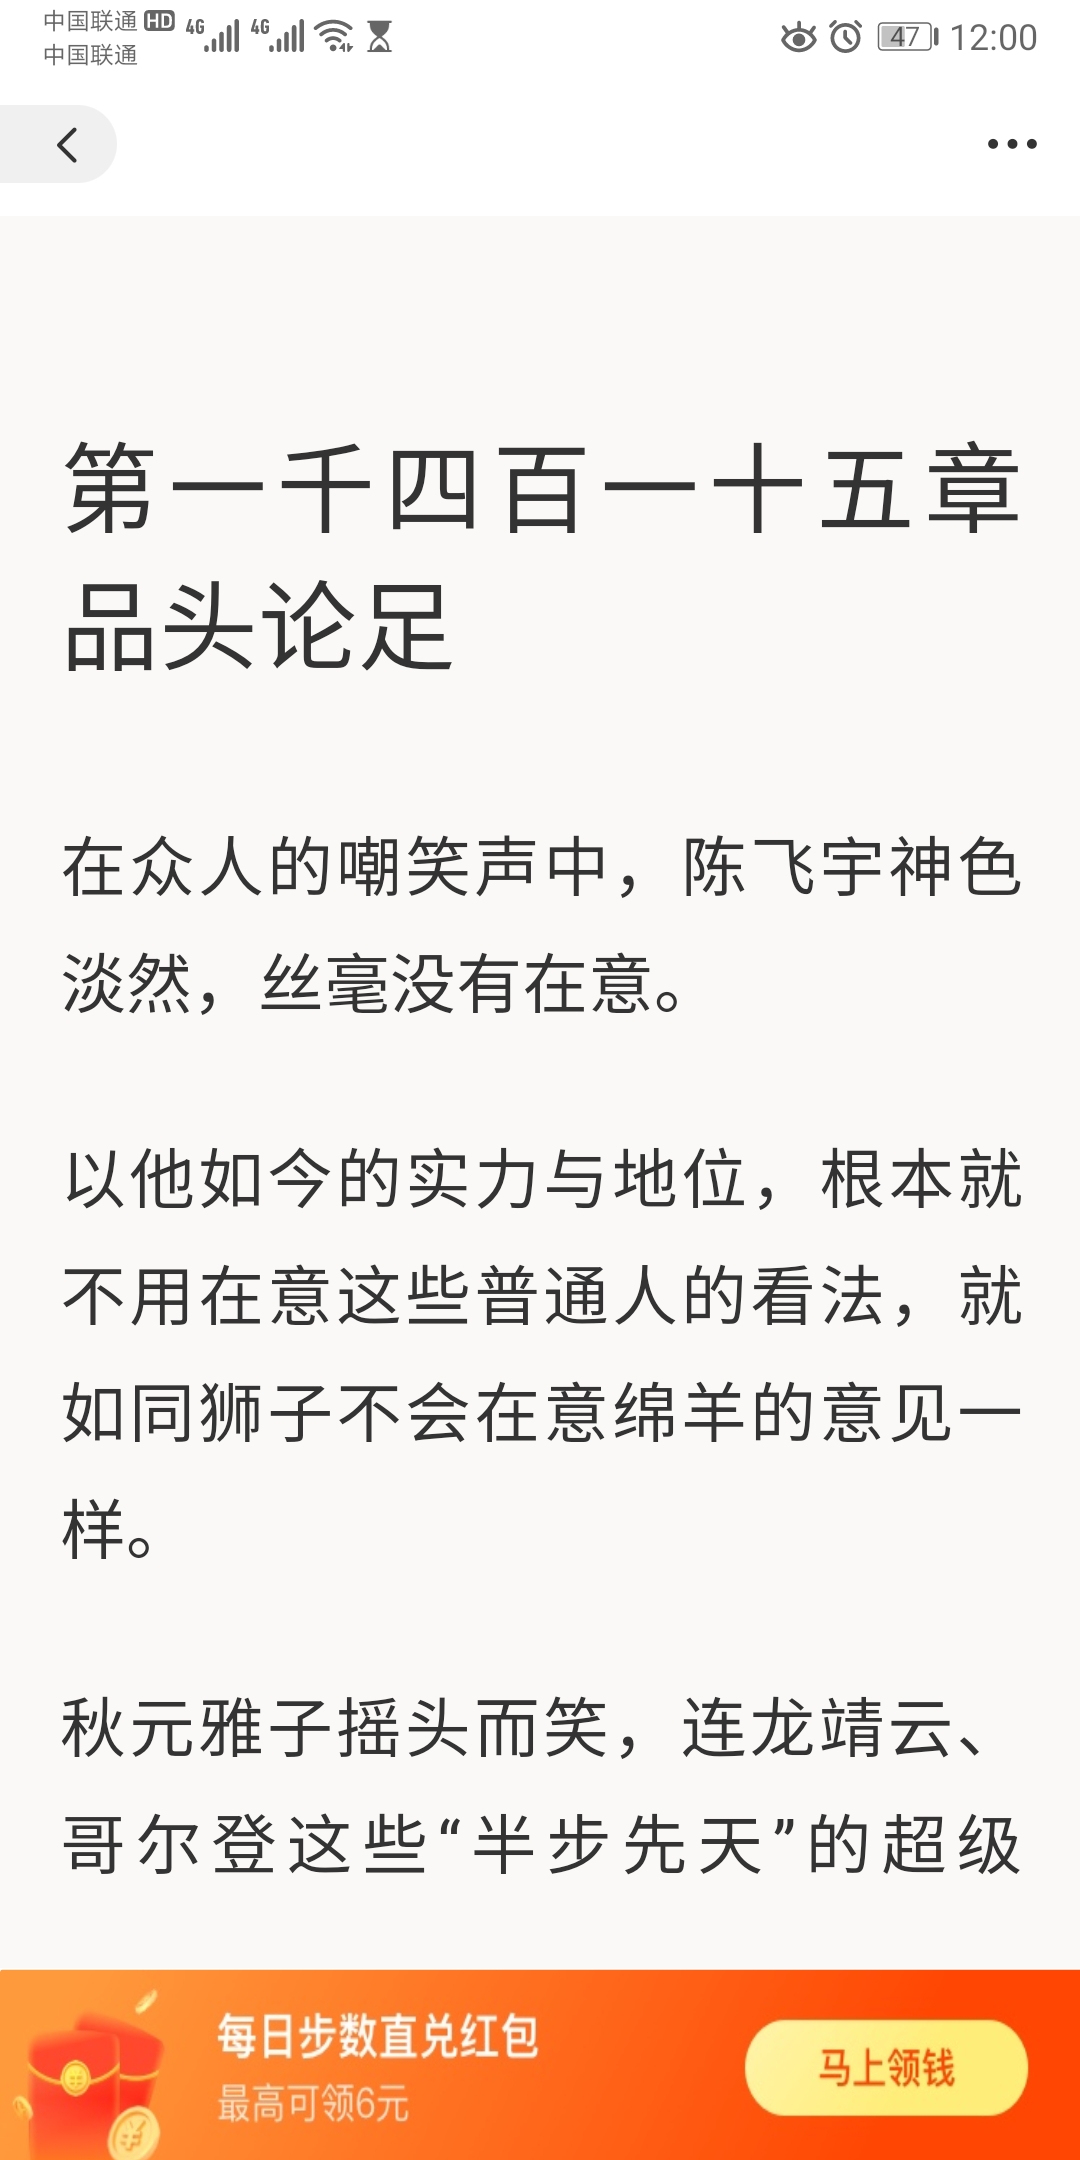 中国联通 HD 4G 4G 47 12:00
中国联通
第一千四百一十五章
品头论足
在众人的嘲笑声中，陈飞宇神色
淡然，丝毫没有在意。
以他如今的实力与地位，根本就
不用在意这些普通人的看法，就
如同狮子不会在意绵羊的意见一
样。
秋元雅子摇头而笑，连龙靖云、
哥尔登这些“半步先天”的超级
每日步数直兑红包
最高可领6元
马上领钱